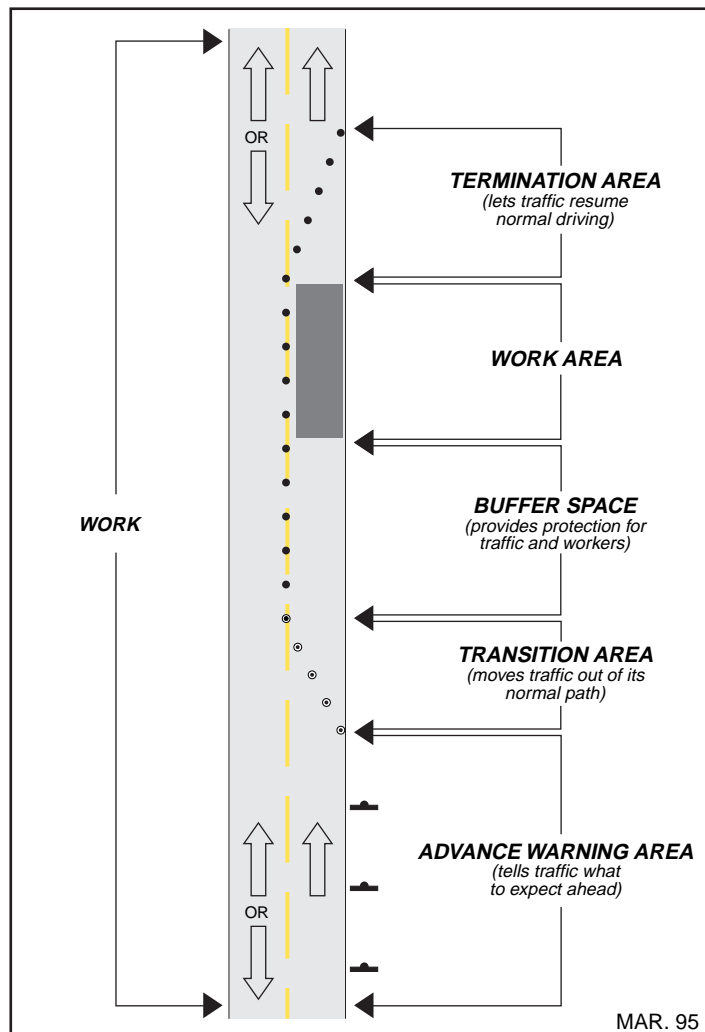 OR
TERMINATION AREA
(lets traffic resume
normal driving)
WORK AREA
BUFFER SPACE
(provides protection for
traffic and workers)
WORK
TRANSITION AREA
(moves traffic out of its
normal path)
ADVANCE WARNING AREA
(tells traffic what
to expect ahead)
OR
MAR. 95